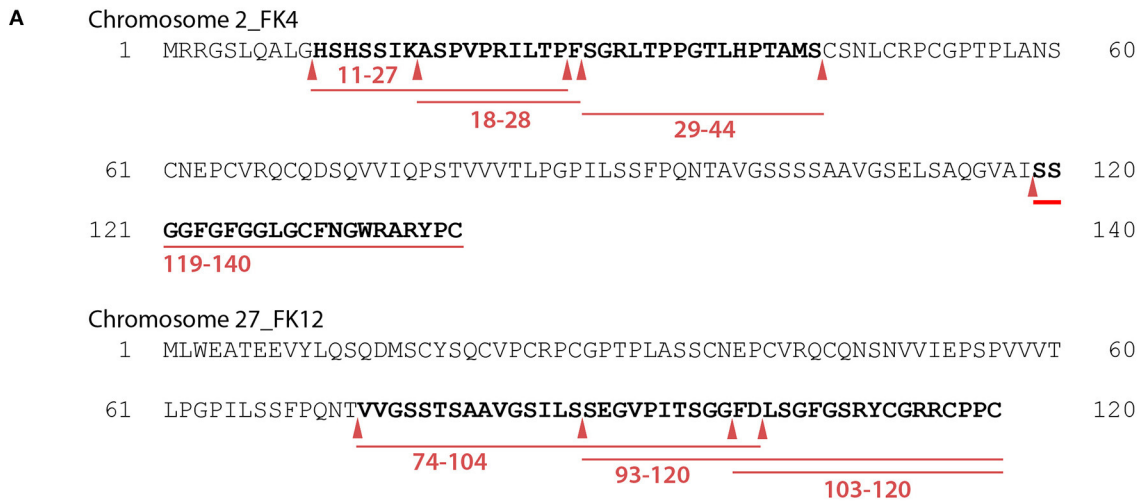 A
Chromosome 2_FK4
1 MRRGSLQALGHSHSSIKASPVPRILTPFSGRLTPPGTLHPTAMSCSNLCRPCGPTPLANS 60
11-27
18-28
29-44
61 CNEPCVRQCQDSQVVIQPSTVVVTLPGPILSSFPQNTAVGSSSSAAVGSELSAQGVAISS 120
121 GGFGFGGLGCFNGWRARYPC 140
119-140
Chromosome 27_FK12
1 MLWEATEEVYLQSQDMSCYSQCVPCRPCGPTPLASSCNEPCVRQCQNSNVVIEPSPVVVT 60
61 LPGPILSSFPQNTVVGSSTSAAVGSILSSEGVPITSGGFDLSGFGSRYCGRRCPPC 120
74-104
93-120
103-120